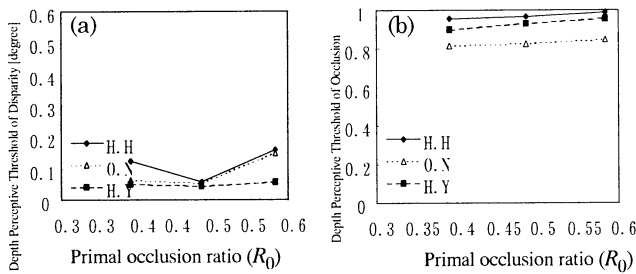 (a)
Depth Perceptive Threshold of Disparity [degree]
0.6
0.5
0.4
0.3
0.2
0.1
0
H.H
O.N
H.Y
0.3 0.3 0.4 0.4 0.5 0.5 0.6
Primal occlusion ratio (R0)
(b)
Depth Perceptive Threshold of Occlusion
1
0.8
0.6
0.4
0.2
0
H.H
O.N
H.Y
0.3 0.35 0.4 0.45 0.5 0.55 0.6
Primal occlusion ratio (R0)